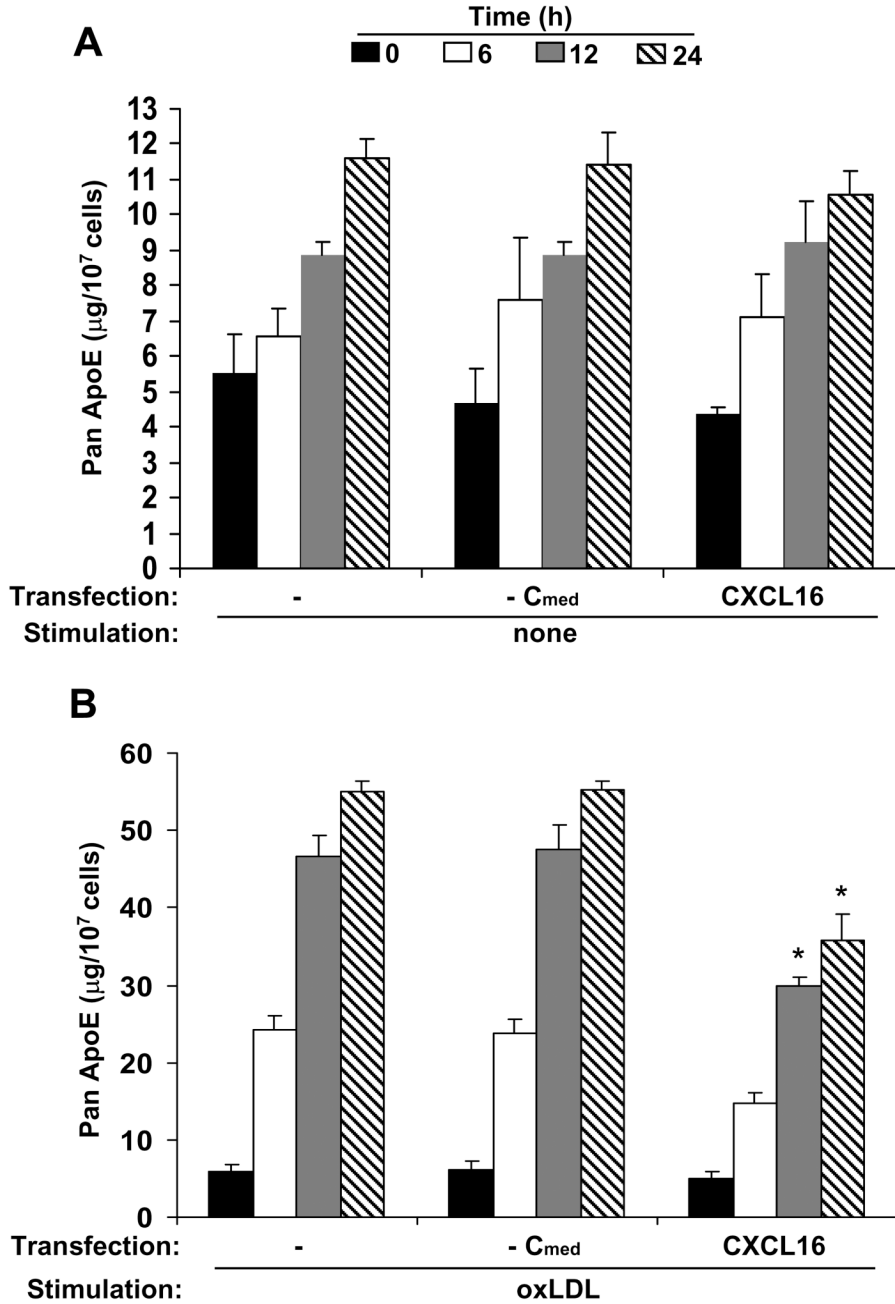 A
Time (h)
0 6 12 24
13
12
11
10
9
8
7
6
5
4
3
2
1
0
Pan ApoE (μg/10⁷ cells)
Transfection: - - Cmed CXCL16
Stimulation: none
B
60
50
40
30
20
10
0
Pan ApoE (μg/10⁷ cells)
* *
Transfection: - - Cmed CXCL16
Stimulation: oxLDL